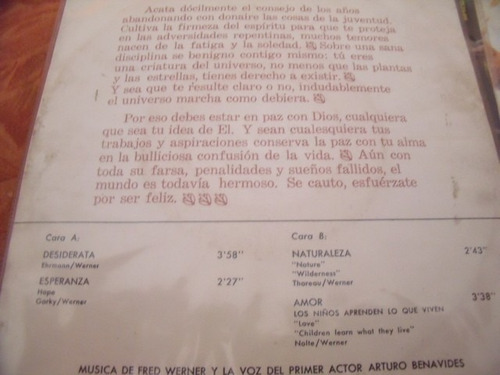 Acata dócilmente el consejo de los años
abandonando con donaire las cosas de la juventud.
Cultiva la firmeza del espíritu para que te proteja
en las adversidades repentinas, muchos temores
nacen de la fatiga y la soledad. Sobre una sana
disciplina se benigno contigo mismo: tú eres
una criatura del universo, no menos que las plantas
y las estrellas, tienes derecho a existir.
Y sea que te resulte claro o no, indudablemente
el universo marcha como debiera.
Por eso debes estar en paz con Dios, cualquiera
que sea tu idea de El. Y sean cualesquiera tus
trabajos y aspiraciones conserva la paz con tu alma
en la bulliciosa confusión de la vida. Aún con
toda su farsa, penalidades y sueños fallidos, el
mundo es todavía hermoso. Se cauto, esfuérzate
por ser feliz.
Cara A:
DESIDERATA 3'58"
Ehrmann/Werner
ESPERANZA 2'27"
Hope
Gorky/Werner
Cara B:
NATURALEZA 2'43"
"Nature"
"Wilderness"
Thoreau/Werner
AMOR 3'38"
LOS NIÑOS APRENDEN LO QUE VIVEN
"Love"
"Children learn what they live"
Nolte/Werner
MUSICA DE FRED WERNER Y LA VOZ DEL PRIMER ACTOR ARTURO BENAVIDES